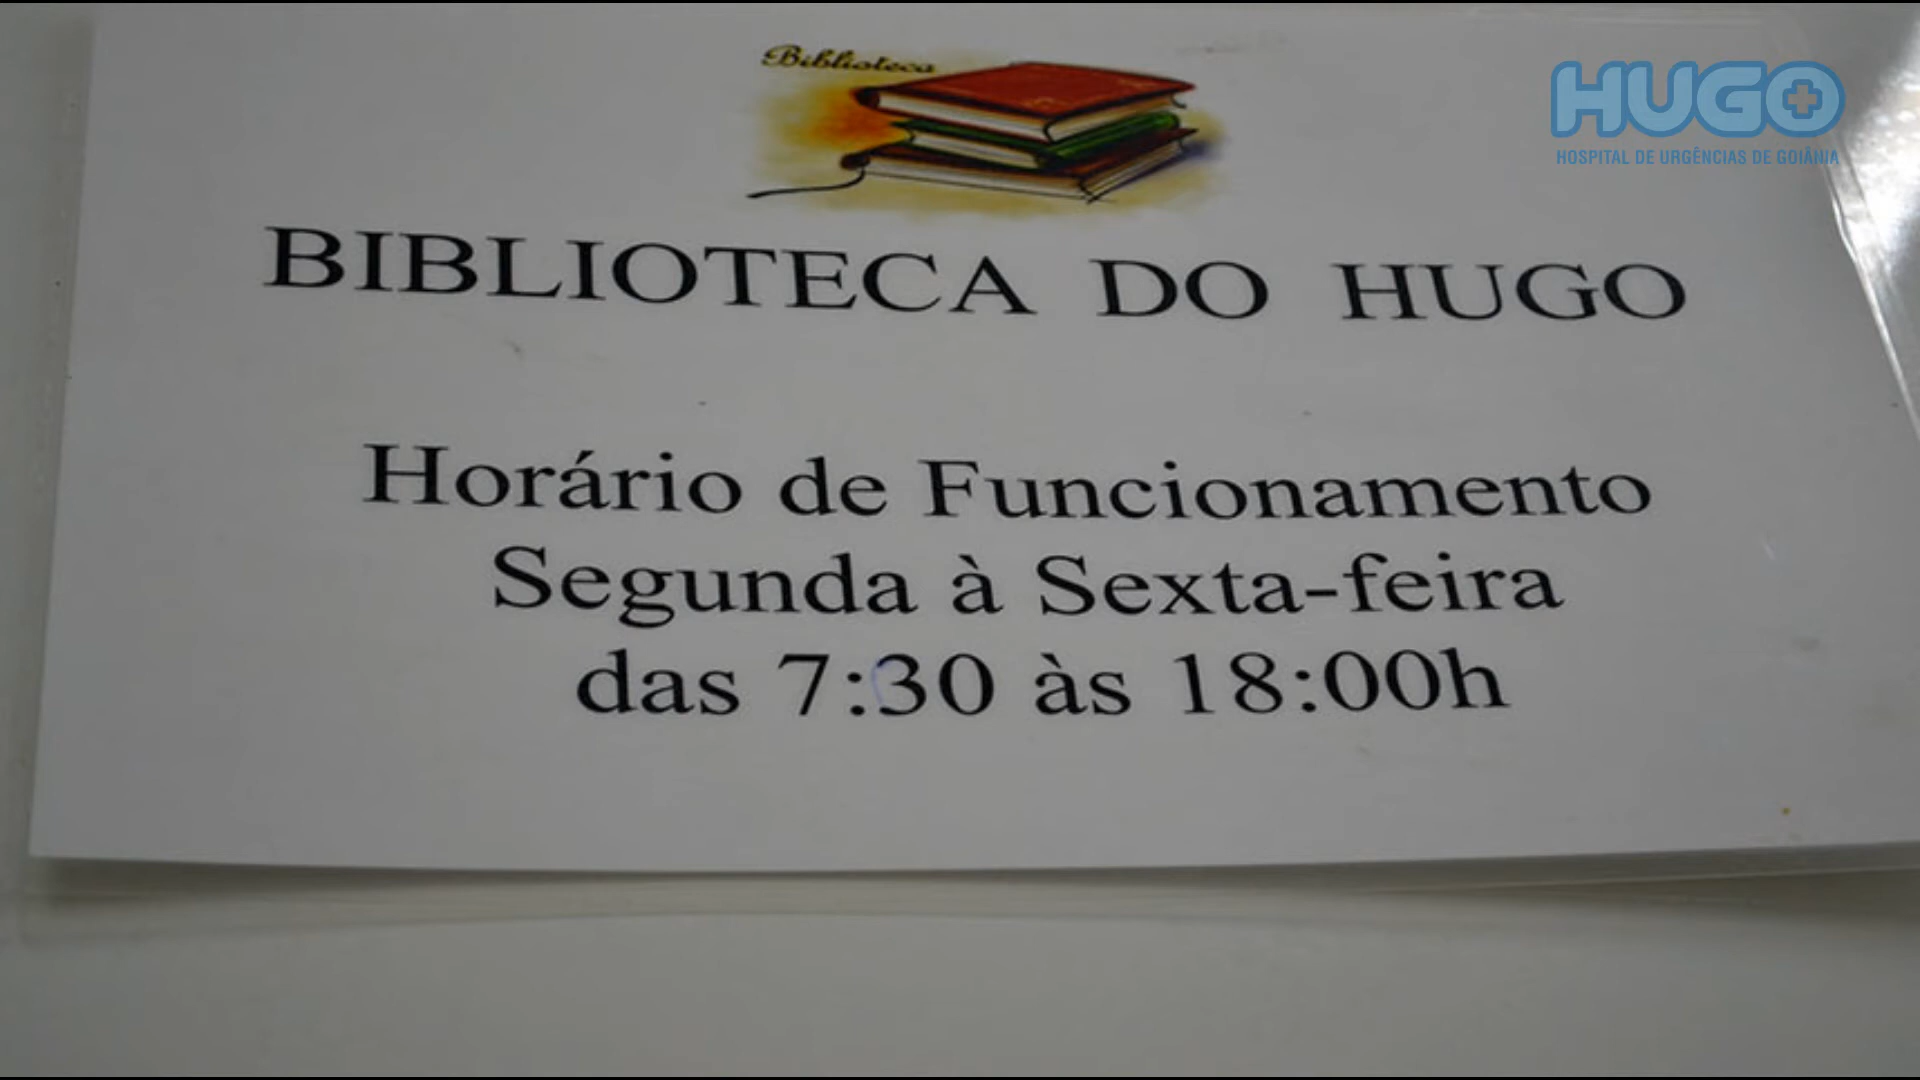 Biblioteca
HUGO
HOSPITAL DE URGÊNCIAS DE GOIÂNIA
BIBLIOTECA DO HUGO
Horário de Funcionamento
Segunda à Sexta-feira
das 7:30 às 18:00h